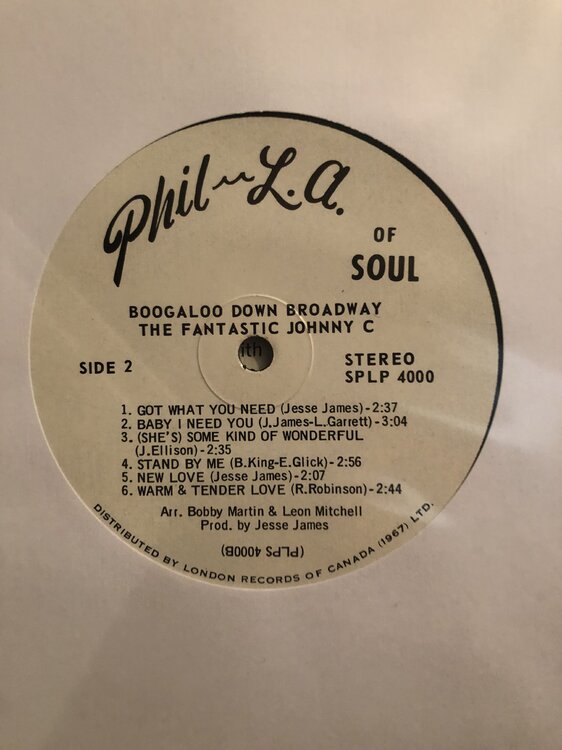 Phil~L.A.
OF
SOUL
BOOGALOO DOWN BROADWAY
THE FANTASTIC JOHNNY C
ith
SIDE 2
STEREO
SPLP 4000
1. GOT WHAT YOU NEED (Jesse James)-2:37
2. BABY I NEED YOU (J.James-L.Garrett)-3:04
3. (SHE'S) SOME KIND OF WONDERFUL
(J.Ellison)-2:35
4. STAND BY ME (B.King-E.Glick)-2:56
5. NEW LOVE (Jesse James)-2:07
6. WARM & TENDER LOVE (R.Robinson)-2:44
Arr. Bobby Martin & Leon Mitchell
Prod. by Jesse James
(PLPS 4000B)
DISTRIBUTED BY LONDON RECORDS OF CANADA (1967) LTD.